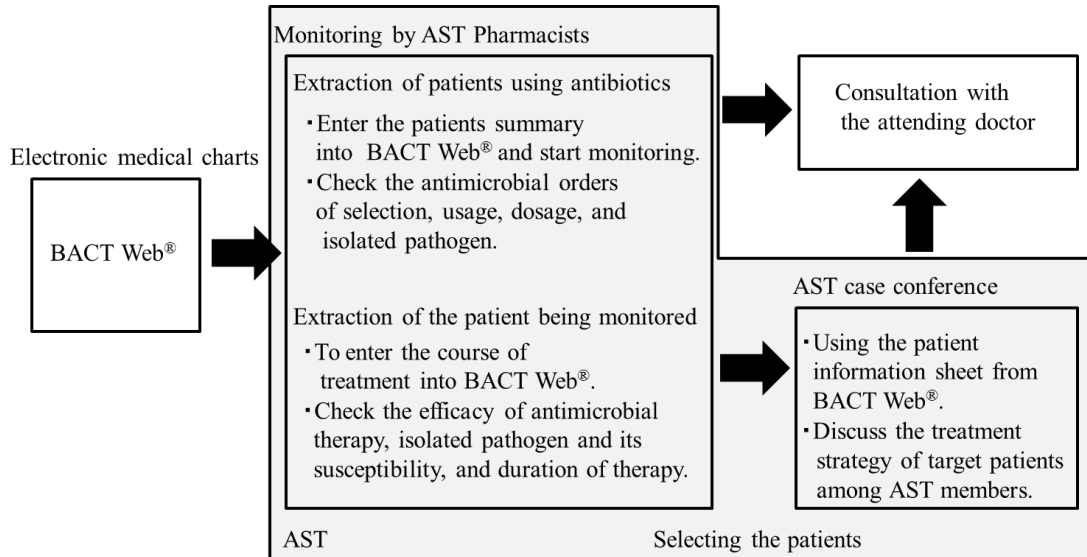 Electronic medical charts
BACT Web®
Monitoring by AST Pharmacists
Extraction of patients using antibiotics
・Enter the patients summary
into BACT Web® and start monitoring.
・Check the antimicrobial orders
of selection, usage, dosage, and
isolated pathogen.
Extraction of the patient being monitored
・To enter the course of
treatment into BACT Web®.
・Check the efficacy of antimicrobial
therapy, isolated pathogen and its
susceptibility, and duration of therapy.
Consultation with
the attending doctor
AST case conference
・Using the patient
information sheet from
BACT Web®.
・Discuss the treatment
strategy of target patients
among AST members.
AST
Selecting the patients